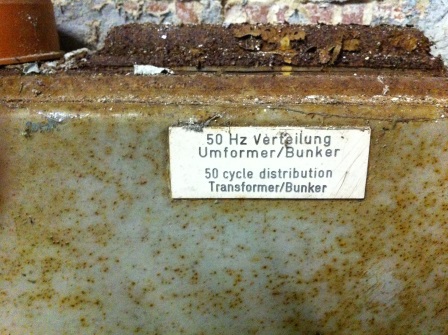 50 Hz Verteilung
Umformer/Bunker
50 cycle distribution
Transformer/Bunker